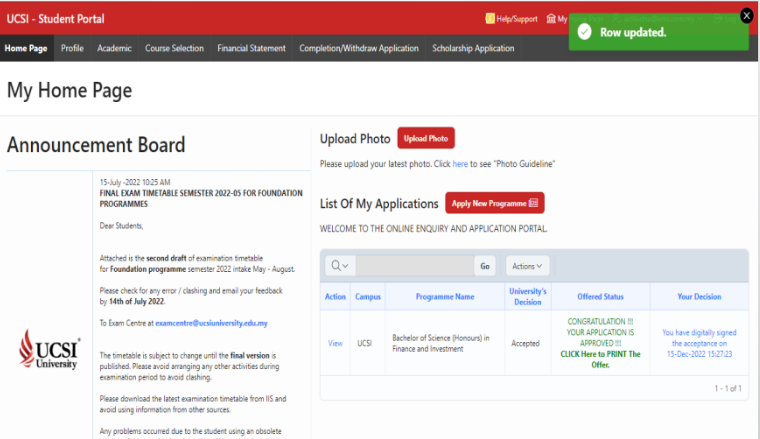 UCSI - Student Portal
Help/Support
My
Row updated.
Home Page Profile Academic Course Selection Financial Statement Completion/Withdraw Application Scholarship Application
My Home Page
Announcement Board
15-July -2022 10:25 AM
FINAL EXAM TIMETABLE SEMESTER 2022-05 FOR FOUNDATION
PROGRAMMES
Dear Students,
Attached is the second draft of examination timetable
for Foundation programme semester 2022 intake May - August.
Please check for any error / clashing and email your feedback
by 14th of July 2022.
To Exam Centre at examcentre@ucsiuniversity.edu.my
UCSI
University
The timetable is subject to change until the final version is
published. Please avoid arranging any other activities during
examination period to avoid clashing.
Please download the latest examination timetable from IIS and
avoid using information from other sources.
Any problems occurred due to the student using an obsolete
Upload Photo Upload Photo
Please upload your latest photo. Click here to see "Photo Guideline"
List Of My Applications Apply New Programme
WELCOME TO THE ONLINE ENQUIRY AND APPLICATION PORTAL.
Go Actions
Action Campus Programme Name University's Decision Offered Status Your Decision
View UCSI Bachelor of Science (Honours) in Finance and Investment Accepted
CONGRATULATION !!!
YOUR APPLICATION IS
APPROVED !!!
CLICK Here to PRINT The
Offer.
You have digitally signed
the acceptance on
15-Dec-2022 15:27:23
1 - 1 of 1